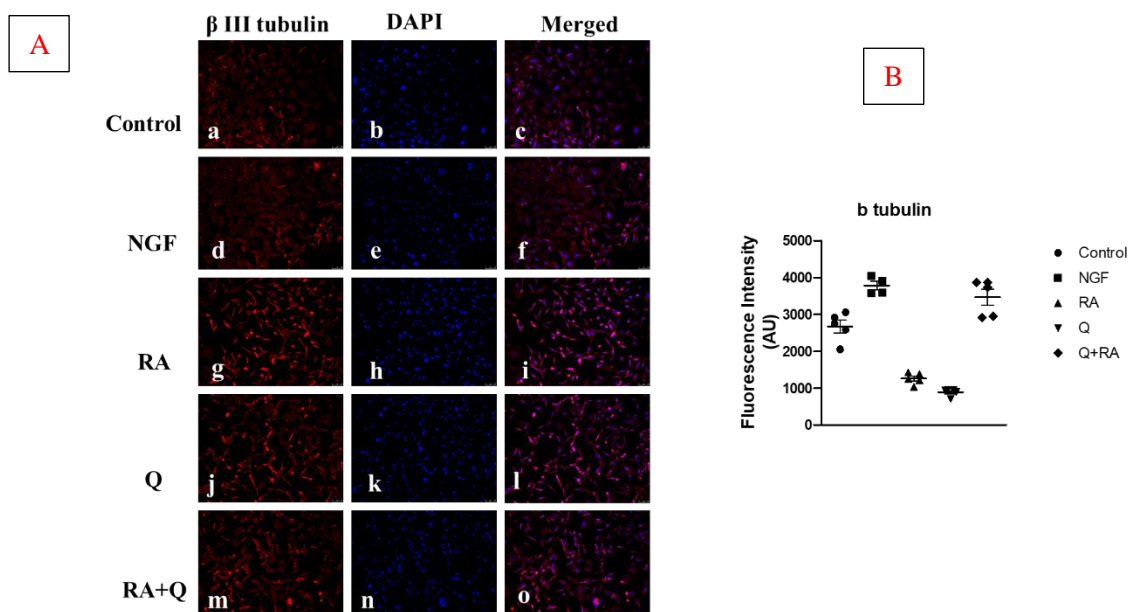 A
β III tubulin DAPI Merged
Control a b c
NGF d e f
RA g h i
Q j k l
RA+Q m n o
B
b tubulin
Fluorescence Intensity
(AU)
5000
4000
3000
2000
1000
0
Control
NGF
RA
Q
Q+RA